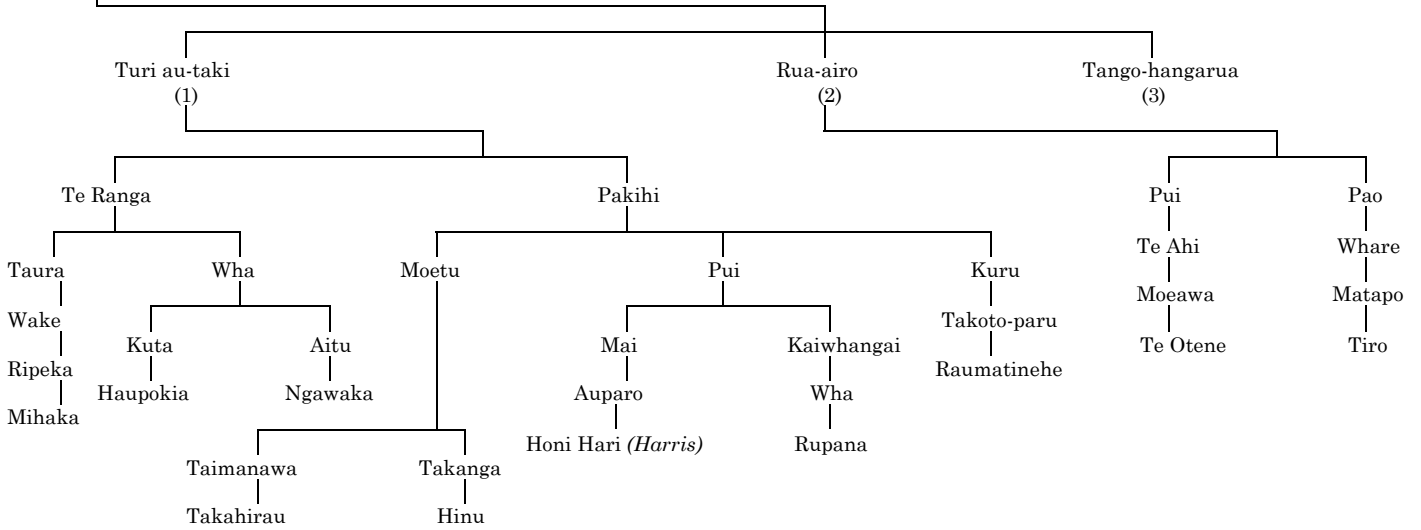 Turi au-taki Rua-airo Tango-hangarua
(1) (2) (3)
Te Ranga Pakihi Pui Pao
Te Ahi Whare
Taura Wha Moetu Pui Kuru
Moeawa Matapo
Wake Takoto-paru
Kuta Aitu Mai Kaiwhangai Te Otene Tiro
Ripeka Raumatinehe
Haupokia Ngawaka Auparo Wha
Mihaka
Honi Hari (Harris) Rupana
Taimanawa Takanga
Takahirau Hinu